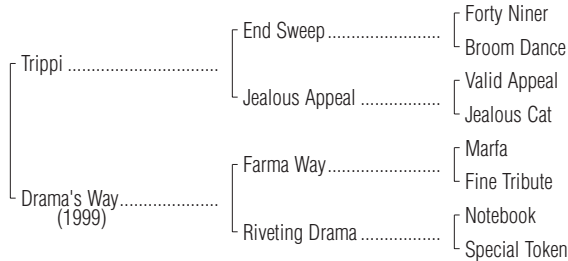 Forty Niner
End Sweep......................
Broom Dance
Trippi ..............................
Valid Appeal
Jealous Appeal ................
Jealous Cat
Marfa
Farma Way......................
Fine Tribute
Drama's Way....................
(1999)
Notebook
Riveting Drama ................
Special Token